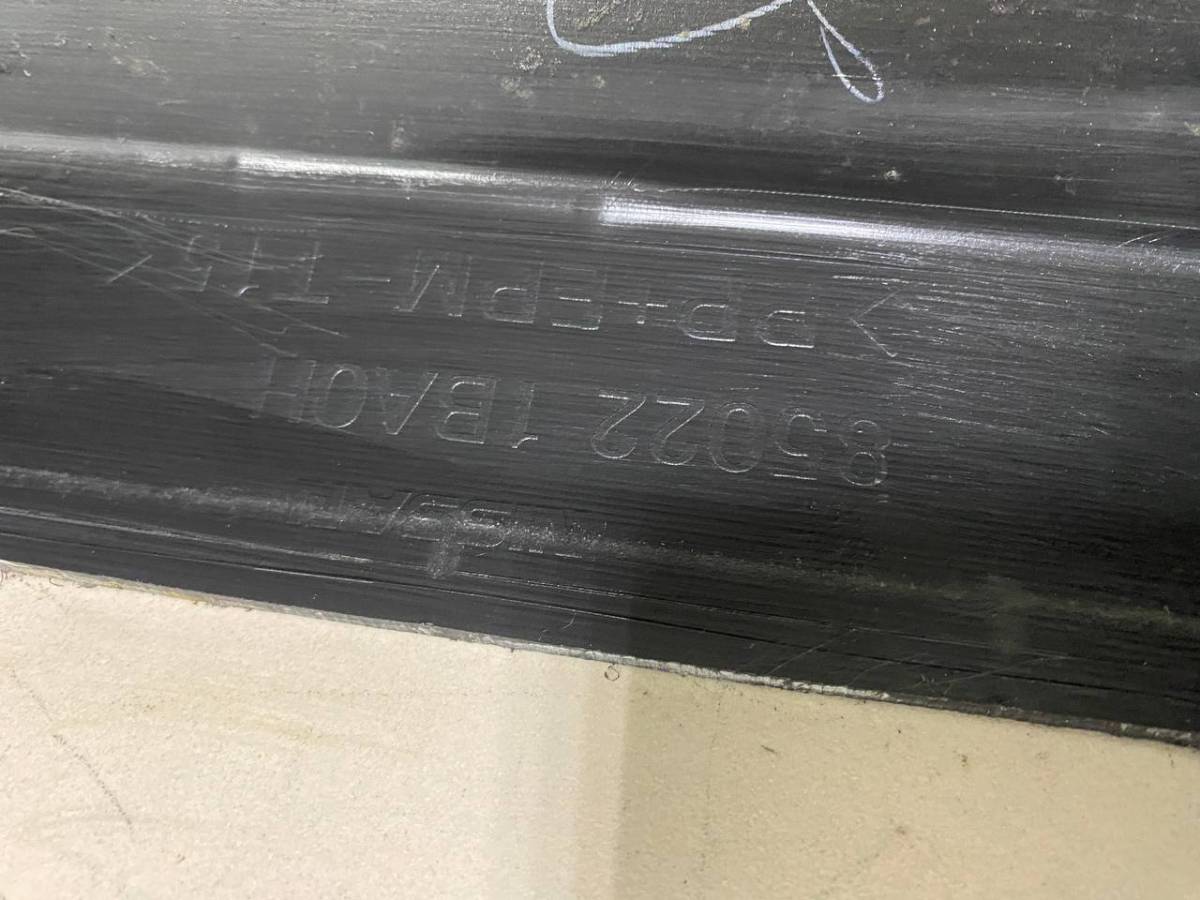 NISSAN
85022 1BA0H
>PP+EPM-T15<